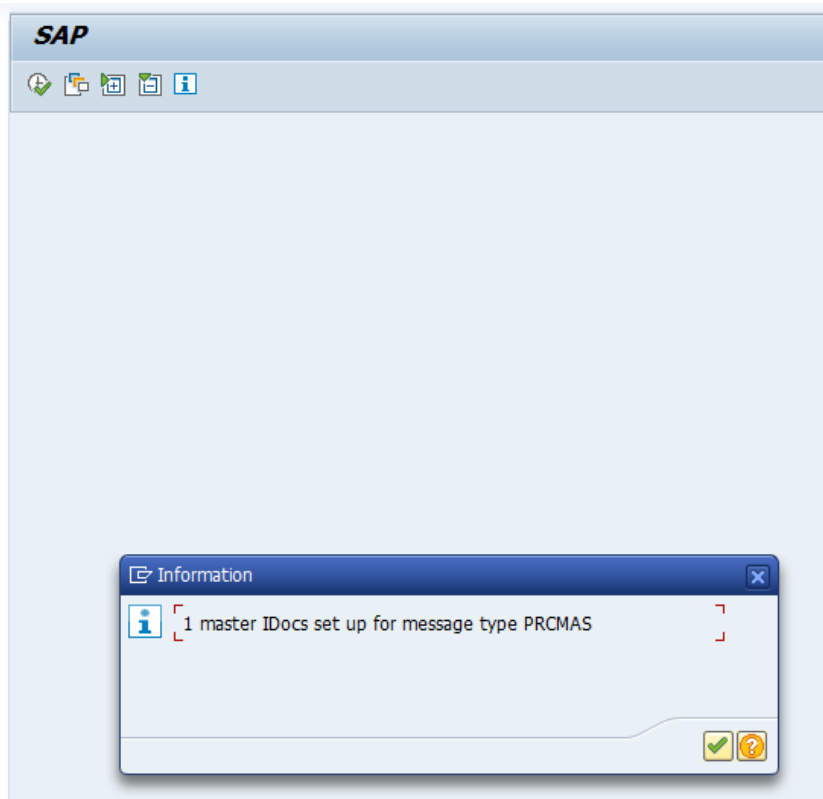 SAP
Information
1 master IDocs set up for message type PRCMAS